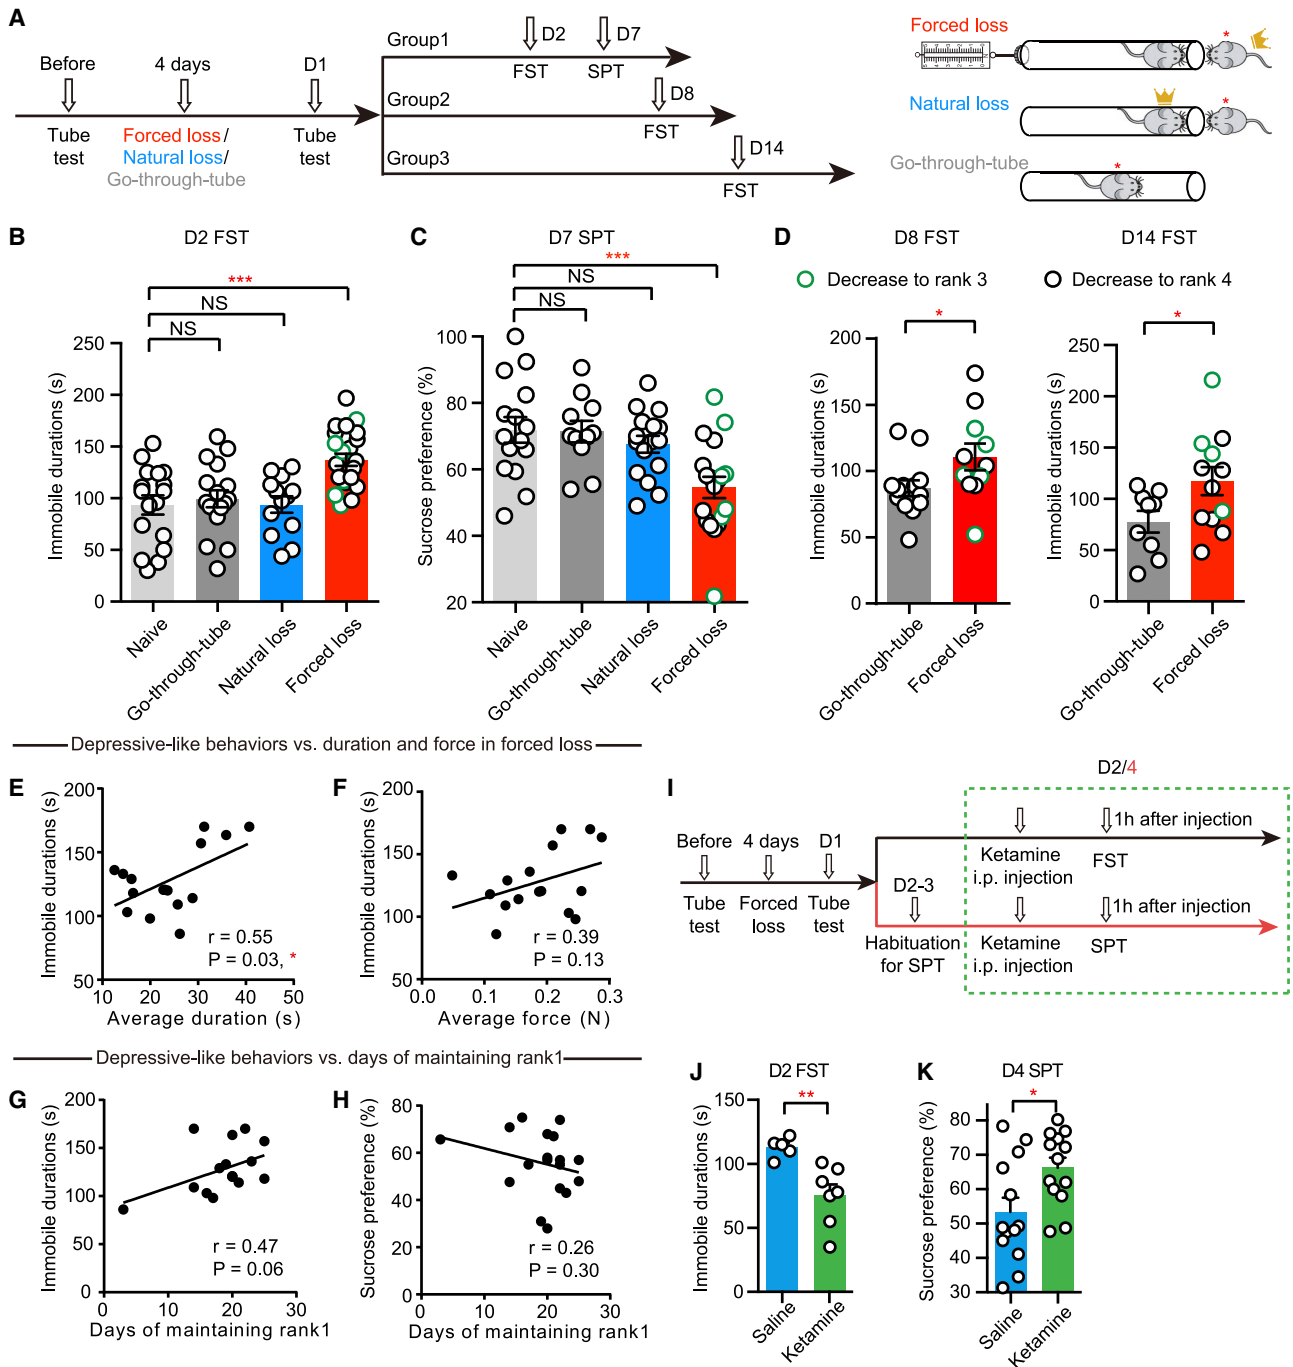 A
Before
4 days
D1
Tube
test
Forced loss/
Natural loss/
Go-through-tube
Tube
test
Group1
D2
D7
FST
SPT
Group2
D8
FST
Group3
D14
FST
Forced loss
Natural loss
Go-through-tube
*
*
*
B
D2 FST
***
NS
NS
Immobile durations (s)
250
200
150
100
50
0
Naive
Go-through-tube
Natural loss
Forced loss
C
D7 SPT
***
NS
NS
Sucrose preference (%)
100
80
60
40
20
Naive
Go-through-tube
Natural loss
Forced loss
D
D8 FST
D14 FST
Decrease to rank 3
Decrease to rank 4
*
Immobile durations (s)
200
150
100
50
0
Go-through-tube
Forced loss
*
Immobile durations (s)
250
200
150
100
50
0
Go-through-tube
Forced loss
Depressive-like behaviors vs. duration and force in forced loss
E
Immobile durations (s)
200
150
100
50
r = 0.55
P = 0.03, *
10 20 30 40 50
Average duration (s)
F
Immobile durations (s)
200
150
100
50
r = 0.39
P = 0.13
0.0 0.1 0.2 0.3
Average force (N)
Depressive-like behaviors vs. days of maintaining rank1
G
Immobile durations (s)
200
150
100
50
0
r = 0.47
P = 0.06
0 10 20 30
Days of maintaining rank1
H
Sucrose preference (%)
80
60
40
20
0
r = 0.26
P = 0.30
0 10 20 30
Days of maintaining rank1
I
D2/4
Before
4 days
D1
Tube
test
Forced
loss
Tube
test
1h after injection
Ketamine
i.p. injection
FST
D2-3
1h after injection
Habituation
for SPT
Ketamine
i.p. injection
SPT
J
D2 FST
**
Immobile durations (s)
150
100
50
0
Saline
Ketamine
K
D4 SPT
*
Sucrose preference (%)
80
70
60
50
40
30
Saline
Ketamine